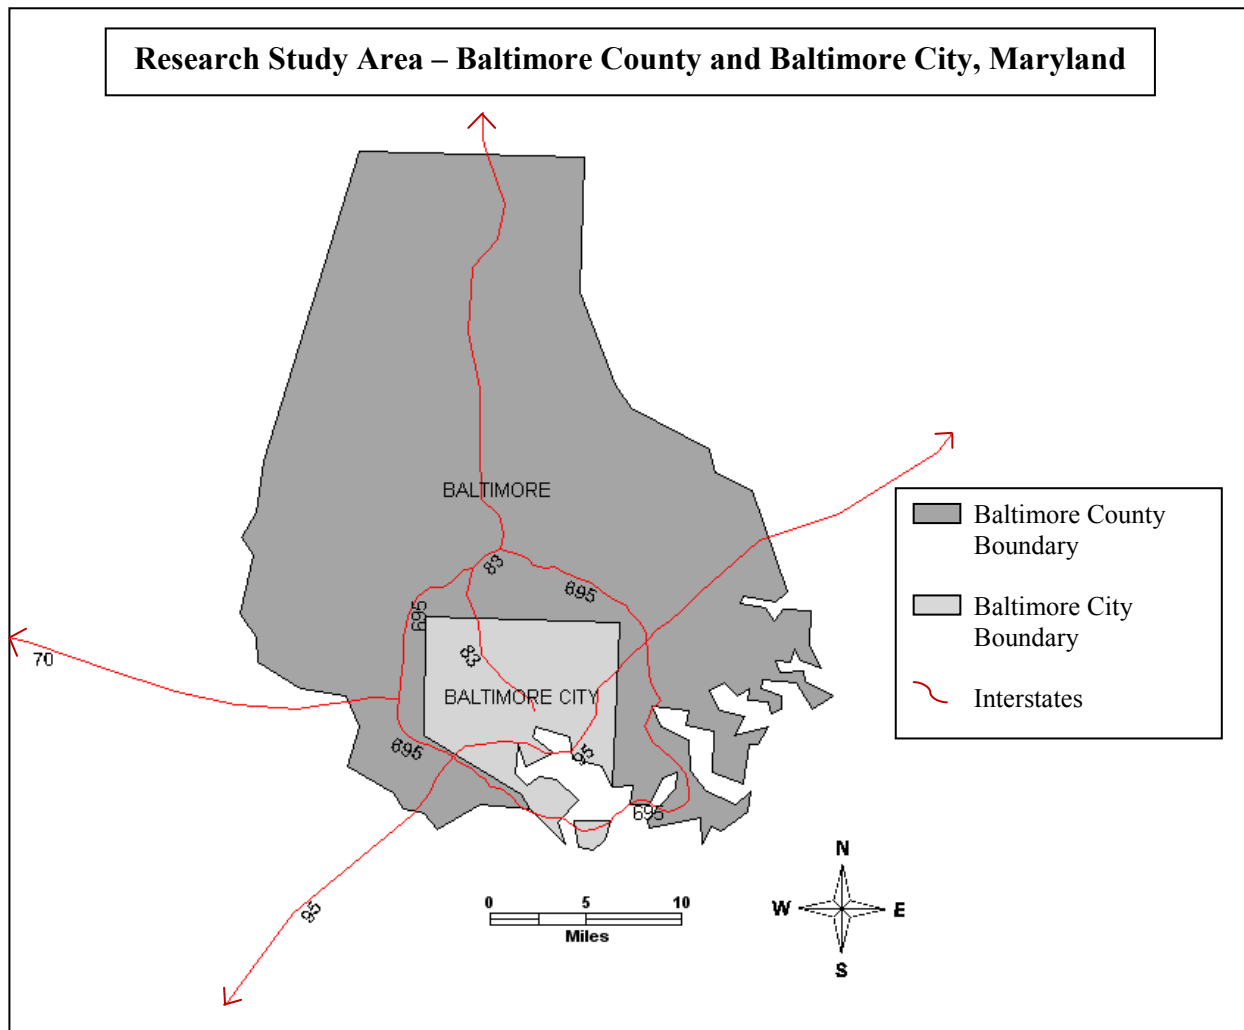 Research Study Area – Baltimore County and Baltimore City, Maryland
BALTIMORE
Baltimore County
Boundary
83
695
695
Baltimore City
Boundary
70
83
BALTIMORE CITY
Interstates
695
95
695
95
0 5 10
Miles
N
W E
S